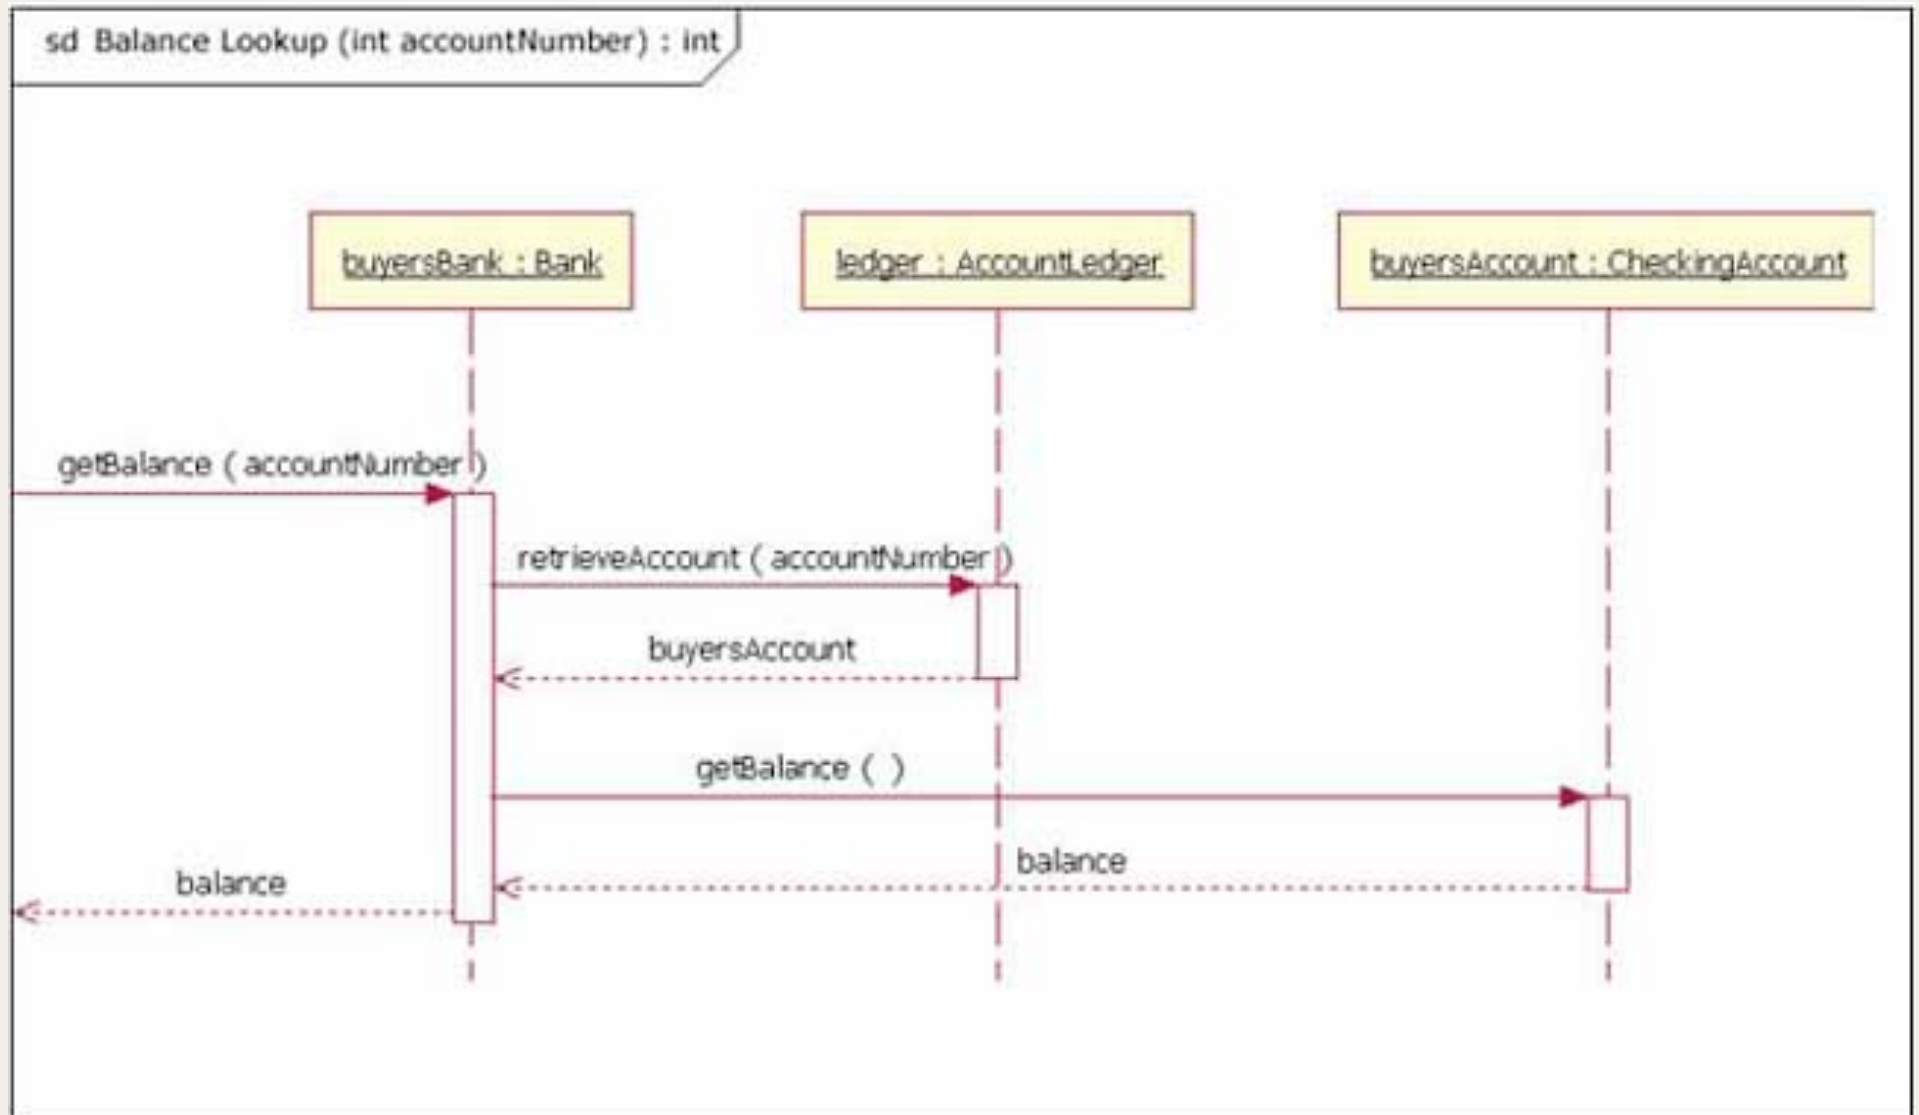 sd Balance Lookup (int accountNumber) : int
buyersBank : Bank
ledger : AccountLedger
buyersAccount : CheckingAccount
getBalance ( accountNumber )
retrieveAccount ( accountNumber )
buyersAccount
getBalance ( )
balance
balance